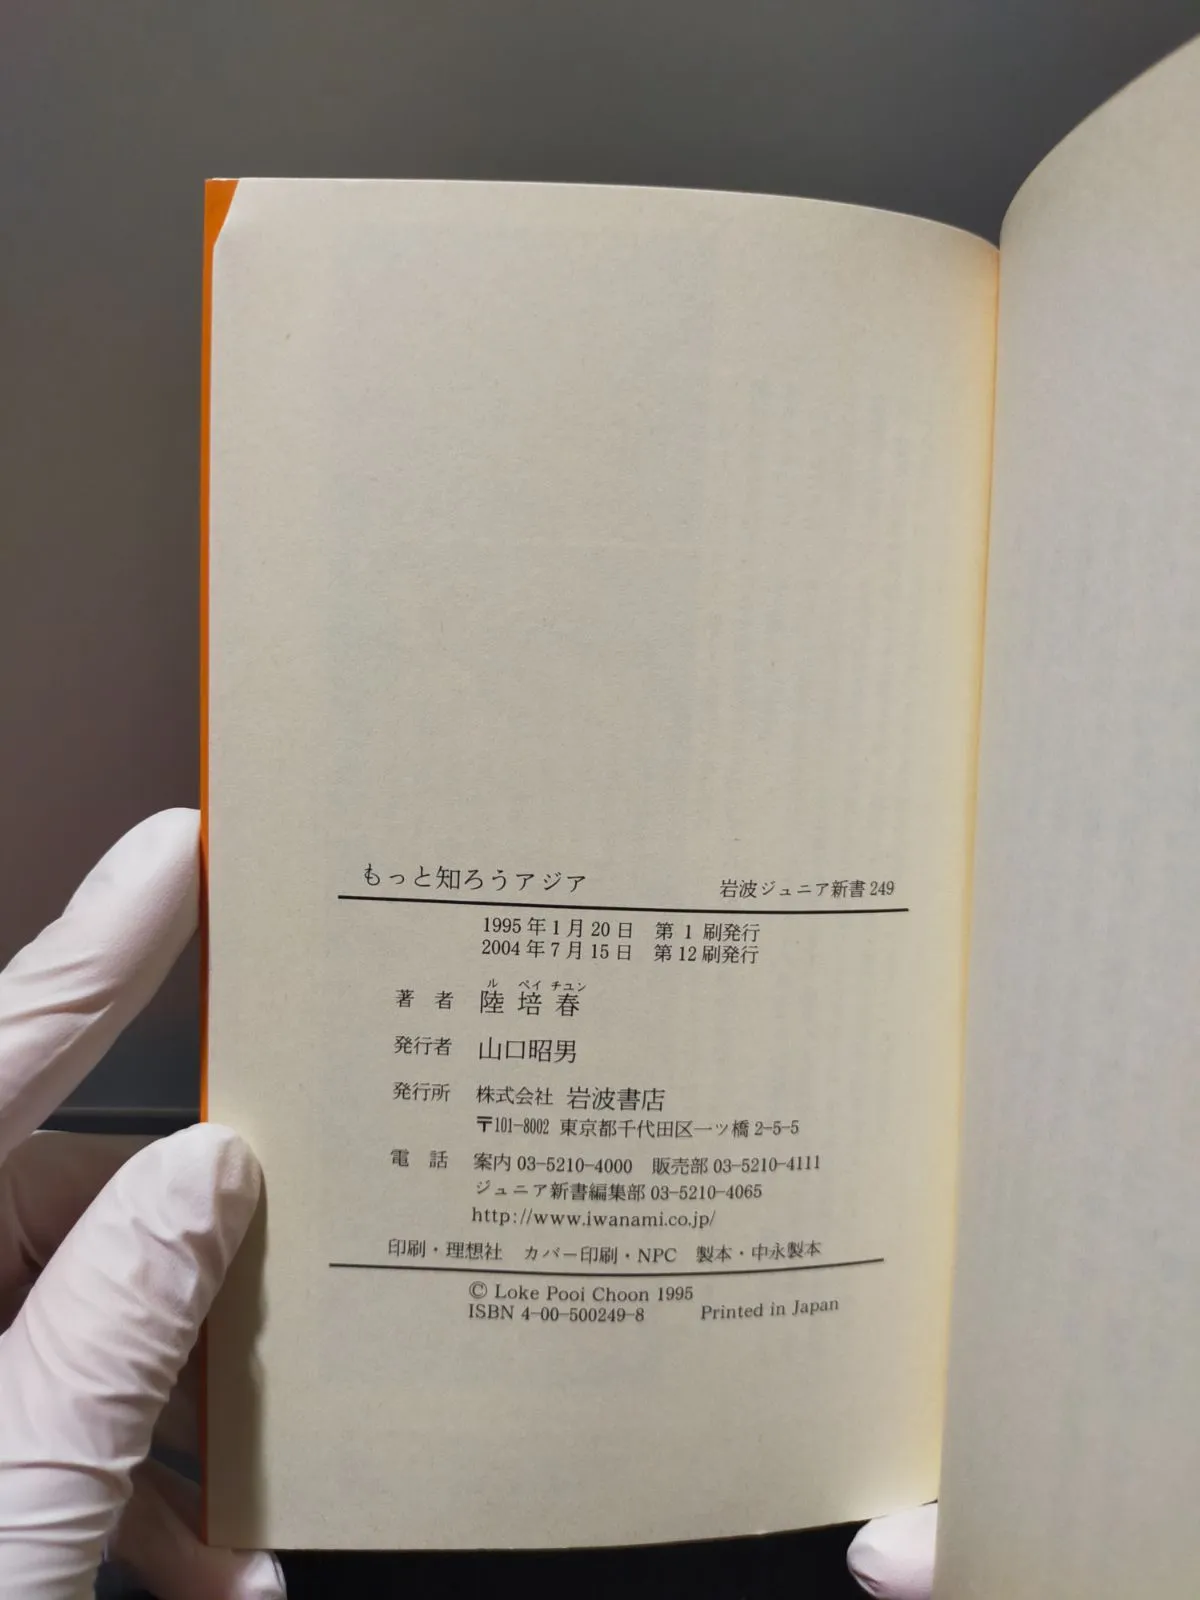 もっと知ろうアジア　岩波ジュニア新書 249
1995年1月20日　第1刷発行
2004年7月15日　第12刷発行
ル ペイ チュン
著　者　陸培春
発行者　山口昭男
発行所　株式会社 岩波書店
〒101-8002 東京都千代田区一ツ橋 2-5-5
電　話　案内 03-5210-4000　販売部 03-5210-4111
ジュニア新書編集部 03-5210-4065
http://www.iwanami.co.jp/
印刷・理想社　カバー印刷・NPC　製本・中永製本
© Loke Pooi Choon 1995
ISBN 4-00-500249-8　Printed in Japan